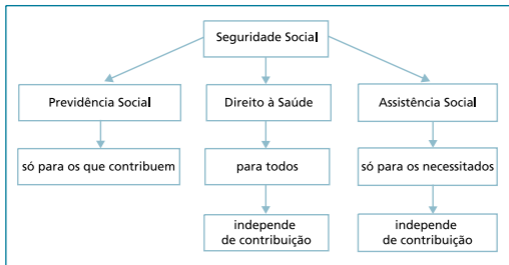 Seguridade Social
Previdência Social
Direito à Saúde
Assistência Social
só para os que contribuem
para todos
só para os necessitados
independe
de contribuição
independe
de contribuição